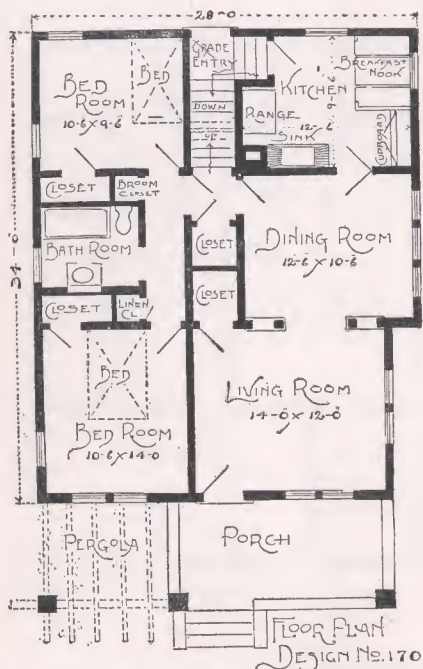 28-0
34-0
GRADE
ENTRY
BED
BED
ROOM
10-6 X 9-6
DOWN
UP
KITCHEN
BREAKFAST
NOOK
RANGE
12-6
SINK
CUPBOARD
CLOSET
BROOM
CLOSET
BATH ROOM
CLOSET
DINING ROOM
12-6 X 10-6
CLOSET
LINEN
CL.
CLOSET
BED
LIVING ROOM
14-0 X 12-0
BED ROOM
10-6 X 14-0
PERGOLA
PORCH
FLOOR PLAN
DESIGN NO. 170